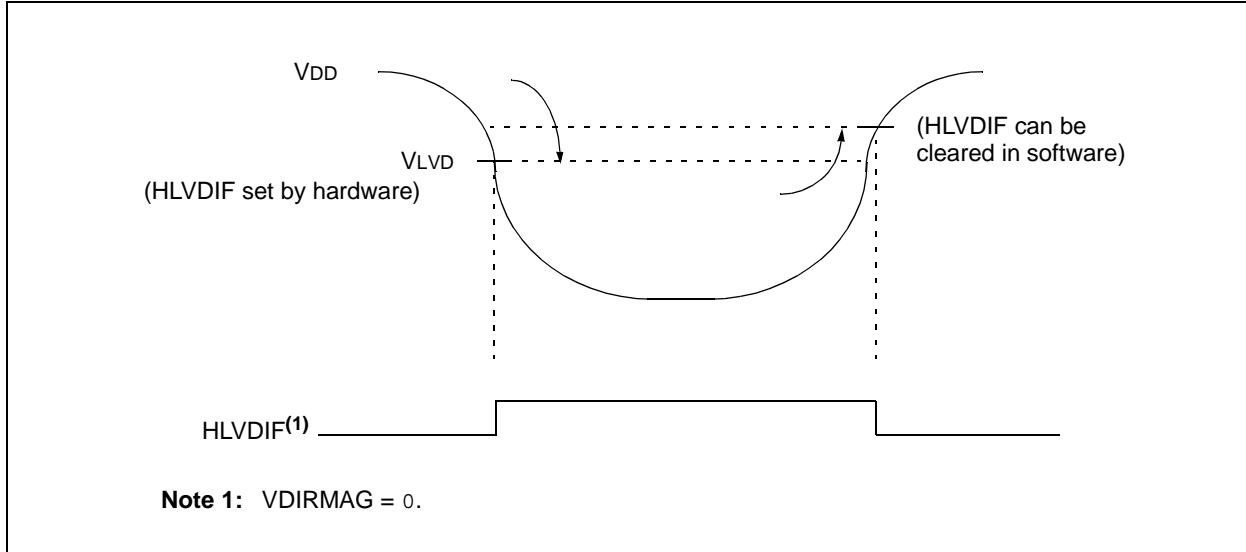 VDD
(HLVDIF can be
cleared in software)
VLVD
(HLVDIF set by hardware)
HLVDIF(1)
Note 1: VDIRMAG = 0.